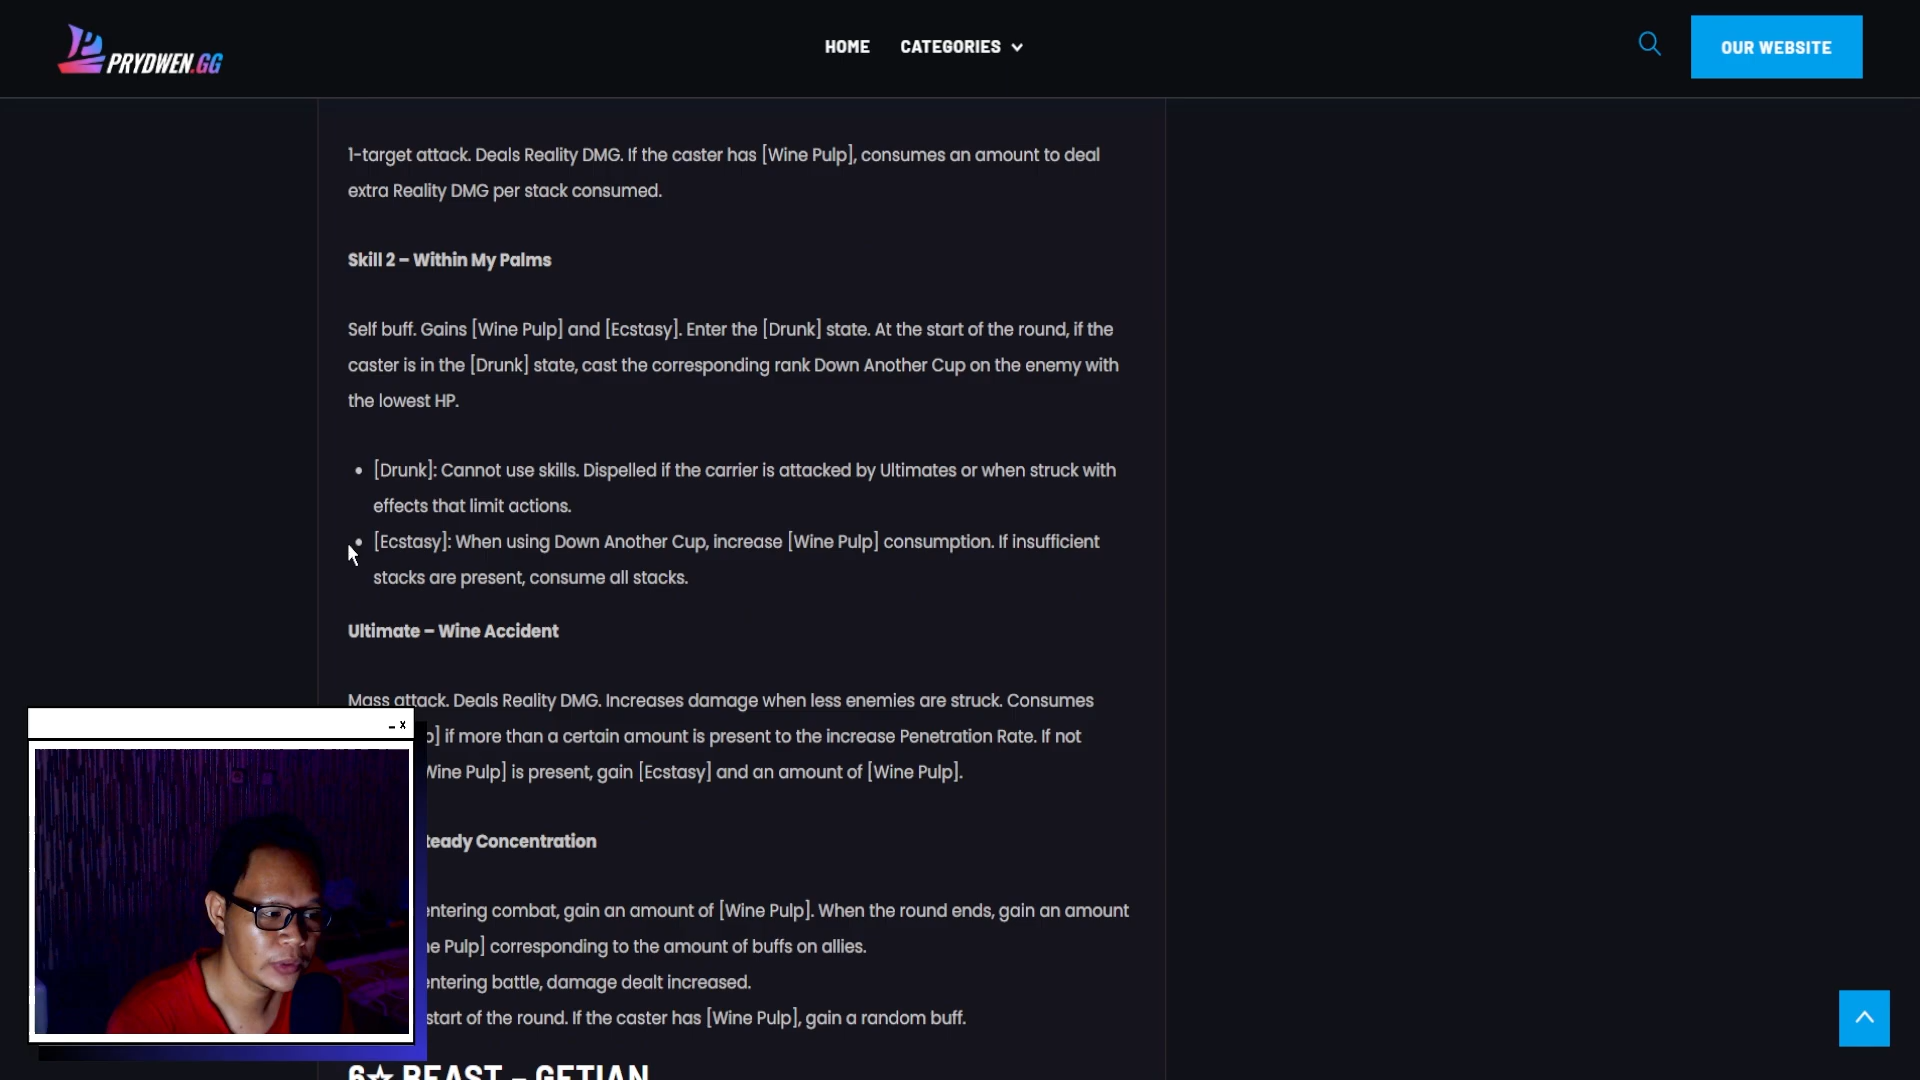 PRYDWEN.GG
HOME
CATEGORIES
OUR WEBSITE
1-target attack. Deals Reality DMG. If the caster has [Wine Pulp], consumes an amount to deal
extra Reality DMG per stack consumed.
Skill 2 – Within My Palms
Self buff. Gains [Wine Pulp] and [Ecstasy]. Enter the [Drunk] state. At the start of the round, if the
caster is in the [Drunk] state, cast the corresponding rank Down Another Cup on the enemy with
the lowest HP.
[Drunk]: Cannot use skills. Dispelled if the carrier is attacked by Ultimates or when struck with
effects that limit actions.
[Ecstasy]: When using Down Another Cup, increase [Wine Pulp] consumption. If insufficient
stacks are present, consume all stacks.
Ultimate – Wine Accident
Mass attack. Deals Reality DMG. Increases damage when less enemies are struck. Consumes
if more than a certain amount is present to the increase Penetration Rate. If not
Wine Pulp] is present, gain [Ecstasy] and an amount of [Wine Pulp].
teady Concentration
entering combat, gain an amount of [Wine Pulp]. When the round ends, gain an amount
ne Pulp] corresponding to the amount of buffs on allies.
entering battle, damage dealt increased.
start of the round. If the caster has [Wine Pulp], gain a random buff.
6☆ BEAST – GETIAN